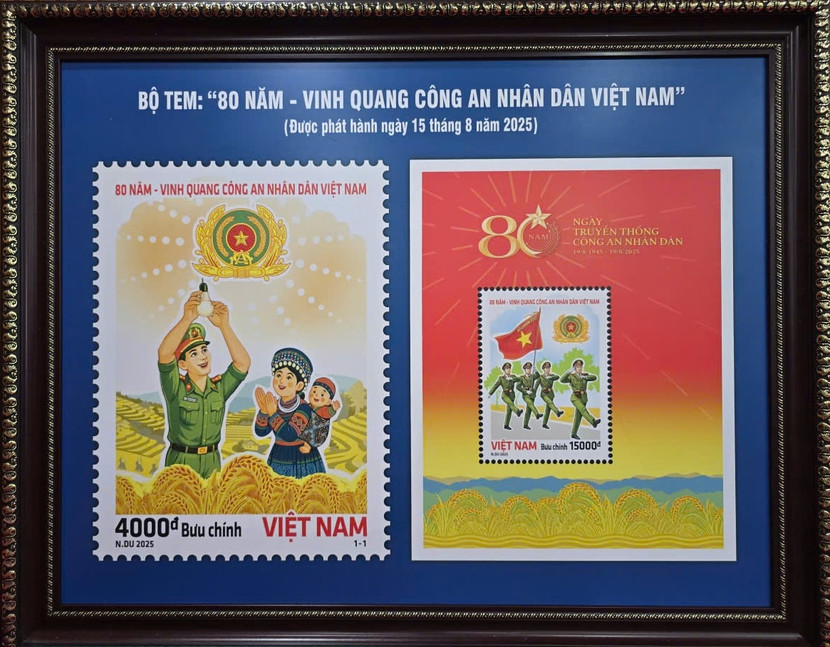 BỘ TEM: “80 NĂM - VINH QUANG CÔNG AN NHÂN DÂN VIỆT NAM”
(Được phát hành ngày 15 tháng 8 năm 2025)
80 NĂM - VINH QUANG CÔNG AN NHÂN DÂN VIỆT NAM
CA
4000đ Bưu chính VIỆT NAM
N.DU 2025 1-1
80 NĂM
NGÀY
TRUYỀN THỐNG
CÔNG AN NHÂN DÂN
19.8.1945 - 19.8.2025
80 NĂM - VINH QUANG CÔNG AN NHÂN DÂN VIỆT NAM
VIỆT NAM Bưu chính 15000đ
N.DU 2025